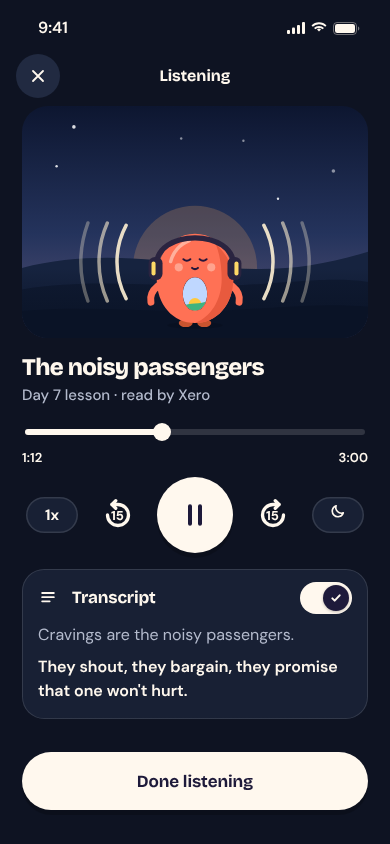 9:41
Listening
The noisy passengers
Day 7 lesson · read by Xero
1:12
3:00
1x
15
15
Transcript
Cravings are the noisy passengers.
They shout, they bargain, they promise
that one won't hurt.
Done listening